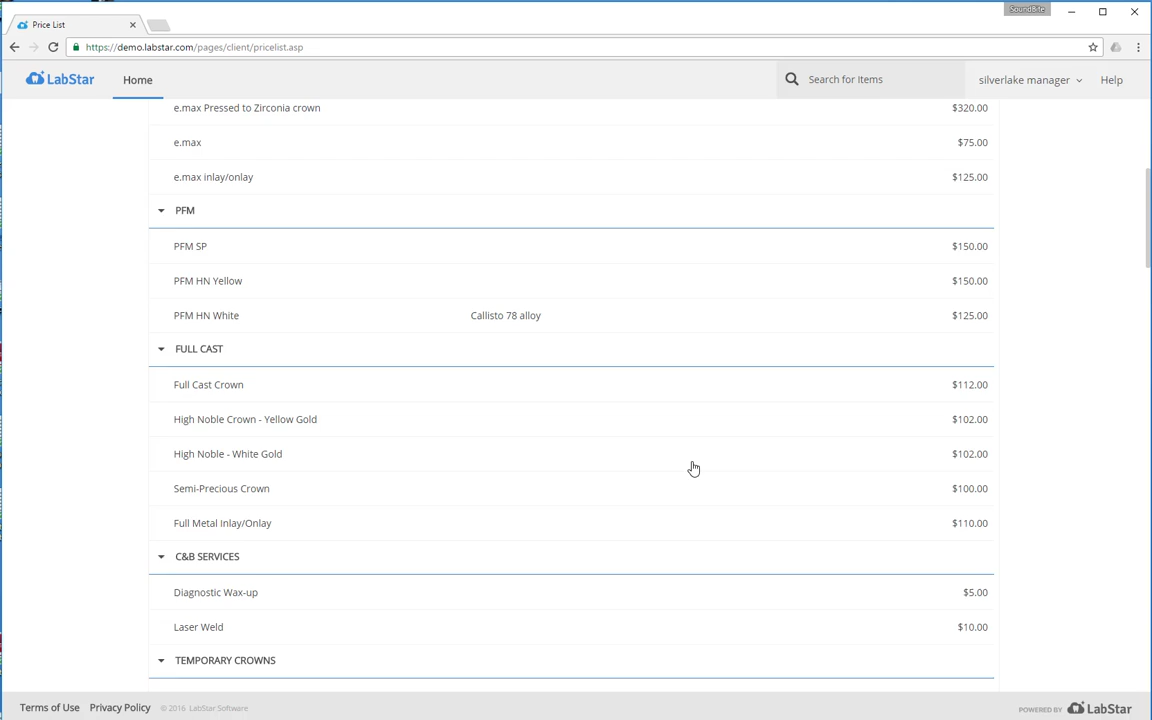 SoundBite
Price List
https://demo.labstar.com/pages/client/pricelist.asp
LabStar
Home
Search for Items
silverlake manager
Help
e.max Pressed to Zirconia crown $320.00
e.max $75.00
e.max inlay/onlay $125.00
PFM
PFM SP $150.00
PFM HN Yellow $150.00
PFM HN White Callisto 78 alloy $125.00
FULL CAST
Full Cast Crown $112.00
High Noble Crown - Yellow Gold $102.00
High Noble - White Gold $102.00
Semi-Precious Crown $100.00
Full Metal Inlay/Onlay $110.00
C&B SERVICES
Diagnostic Wax-up $5.00
Laser Weld $10.00
TEMPORARY CROWNS
Terms of Use Privacy Policy © 2016 LabStar Software POWERED BY LabStar